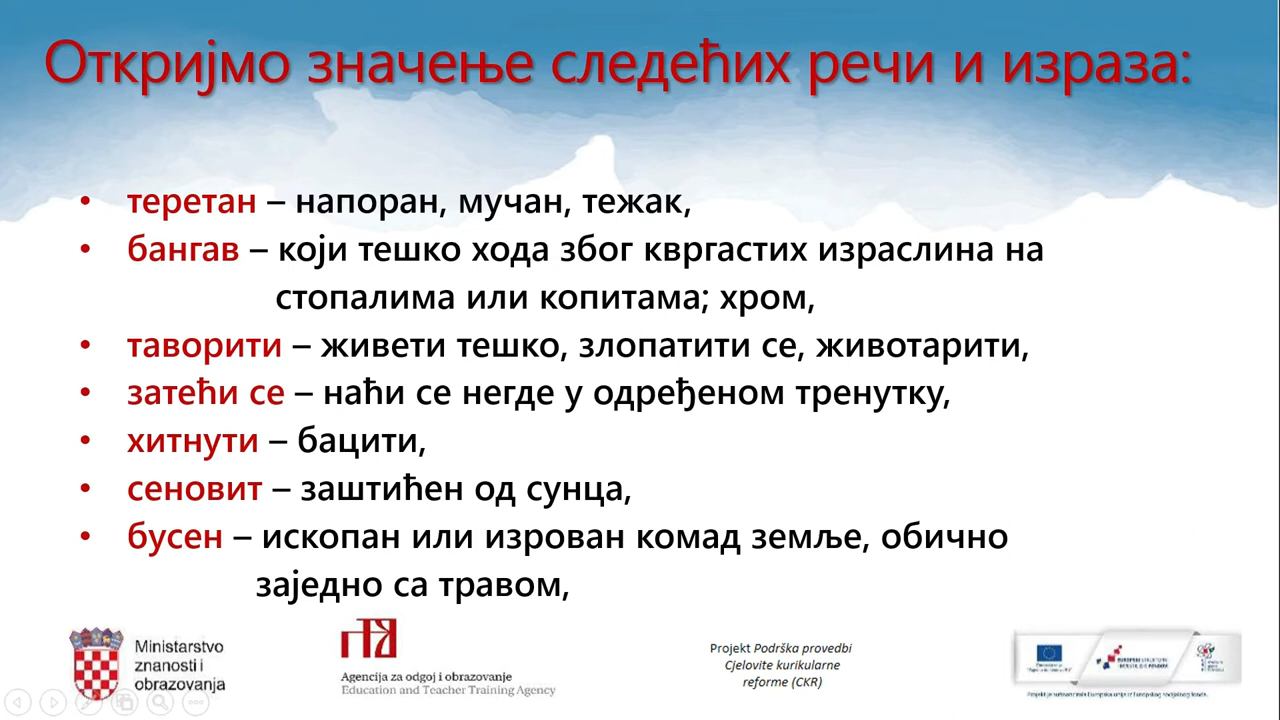 Откријмо значење следећих речи и израза:
• теретан – напоран, мучан, тежак,
• бангав – који тешко хода због квргастих израслина на
стопалима или копитама; хром,
• таворити – живети тешко, злопатити се, животарити,
• затећи се – наћи се негде у одређеном тренутку,
• хитнути – бацити,
• сеновит – заштићен од сунца,
• бусен – ископан или изрован комад земље, обично
заједно са травом,
Ministarstvo
znanosti i
obrazovanja
Agencija za odgoj i obrazovanje
Education and Teacher Training Agency
Projekt Podrška provedbi
Cjelovite kurikularne
reforme (CKR)